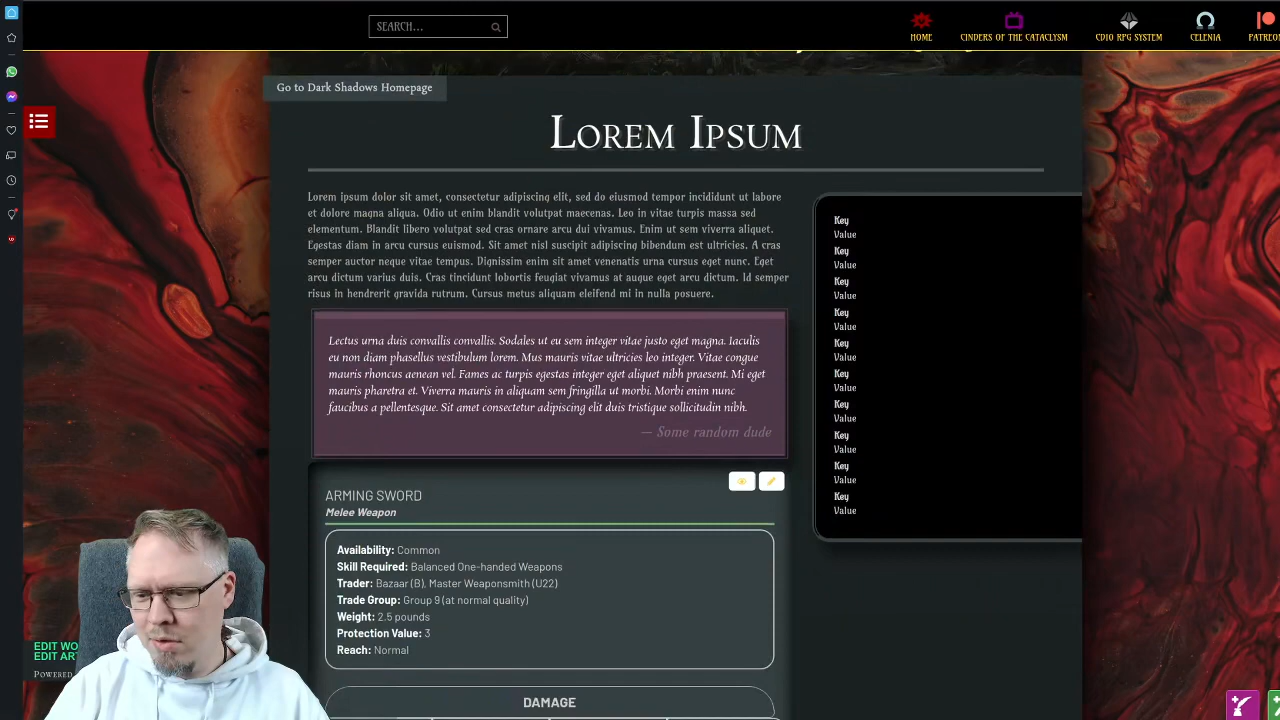 SEARCH...
HOME
CINDERS OF THE CATACLYSM
CD10 RPG SYSTEM
CELENIA
PATREON
Go to Dark Shadows Homepage
Lorem Ipsum
Lorem ipsum dolor sit amet, consectetur adipiscing elit, sed do eiusmod tempor incididunt ut labore
et dolore magna aliqua. Odio ut enim blandit volutpat maecenas. Leo in vitae turpis massa sed
elementum. Blandit libero volutpat sed cras ornare arcu dui vivamus. Enim ut sem viverra aliquet.
Egestas diam in arcu cursus euismod. Sit amet nisl suscipit adipiscing bibendum est ultricies. A cras
semper auctor neque vitae tempus. Dignissim enim sit amet venenatis urna cursus eget nunc. Eget
arcu dictum varius duis. Cras tincidunt lobortis feugiat vivamus at augue eget arcu dictum. Id semper
risus in hendrerit gravida rutrum. Cursus metus aliquam eleifend mi in nulla posuere.
Lectus urna duis convallis convallis. Sodales ut eu sem integer vitae justo eget magna. Iaculis
eu non diam phasellus vestibulum lorem. Mus mauris vitae ultricies leo integer. Vitae congue
mauris rhoncus aenean vel. Fames ac turpis egestas integer eget aliquet nibh praesent. Mi eget
mauris pharetra et. Viverra mauris in aliquam sem fringilla ut morbi. Morbi enim nunc
faucibus a pellentesque. Sit amet consectetur adipiscing elit duis tristique sollicitudin nibh.
— Some random dude
ARMING SWORD
Melee Weapon
Availability: Common
Skill Required: Balanced One-handed Weapons
Trader: Bazaar (B), Master Weaponsmith (U22)
Trade Group: Group 9 (at normal quality)
Weight: 2.5 pounds
Protection Value: 3
Reach: Normal
DAMAGE
Key
Value
Key
Value
Key
Value
Key
Value
Key
Value
Key
Value
Key
Value
Key
Value
Key
Value
Key
Value
EDIT WO
EDIT AR
POWERED